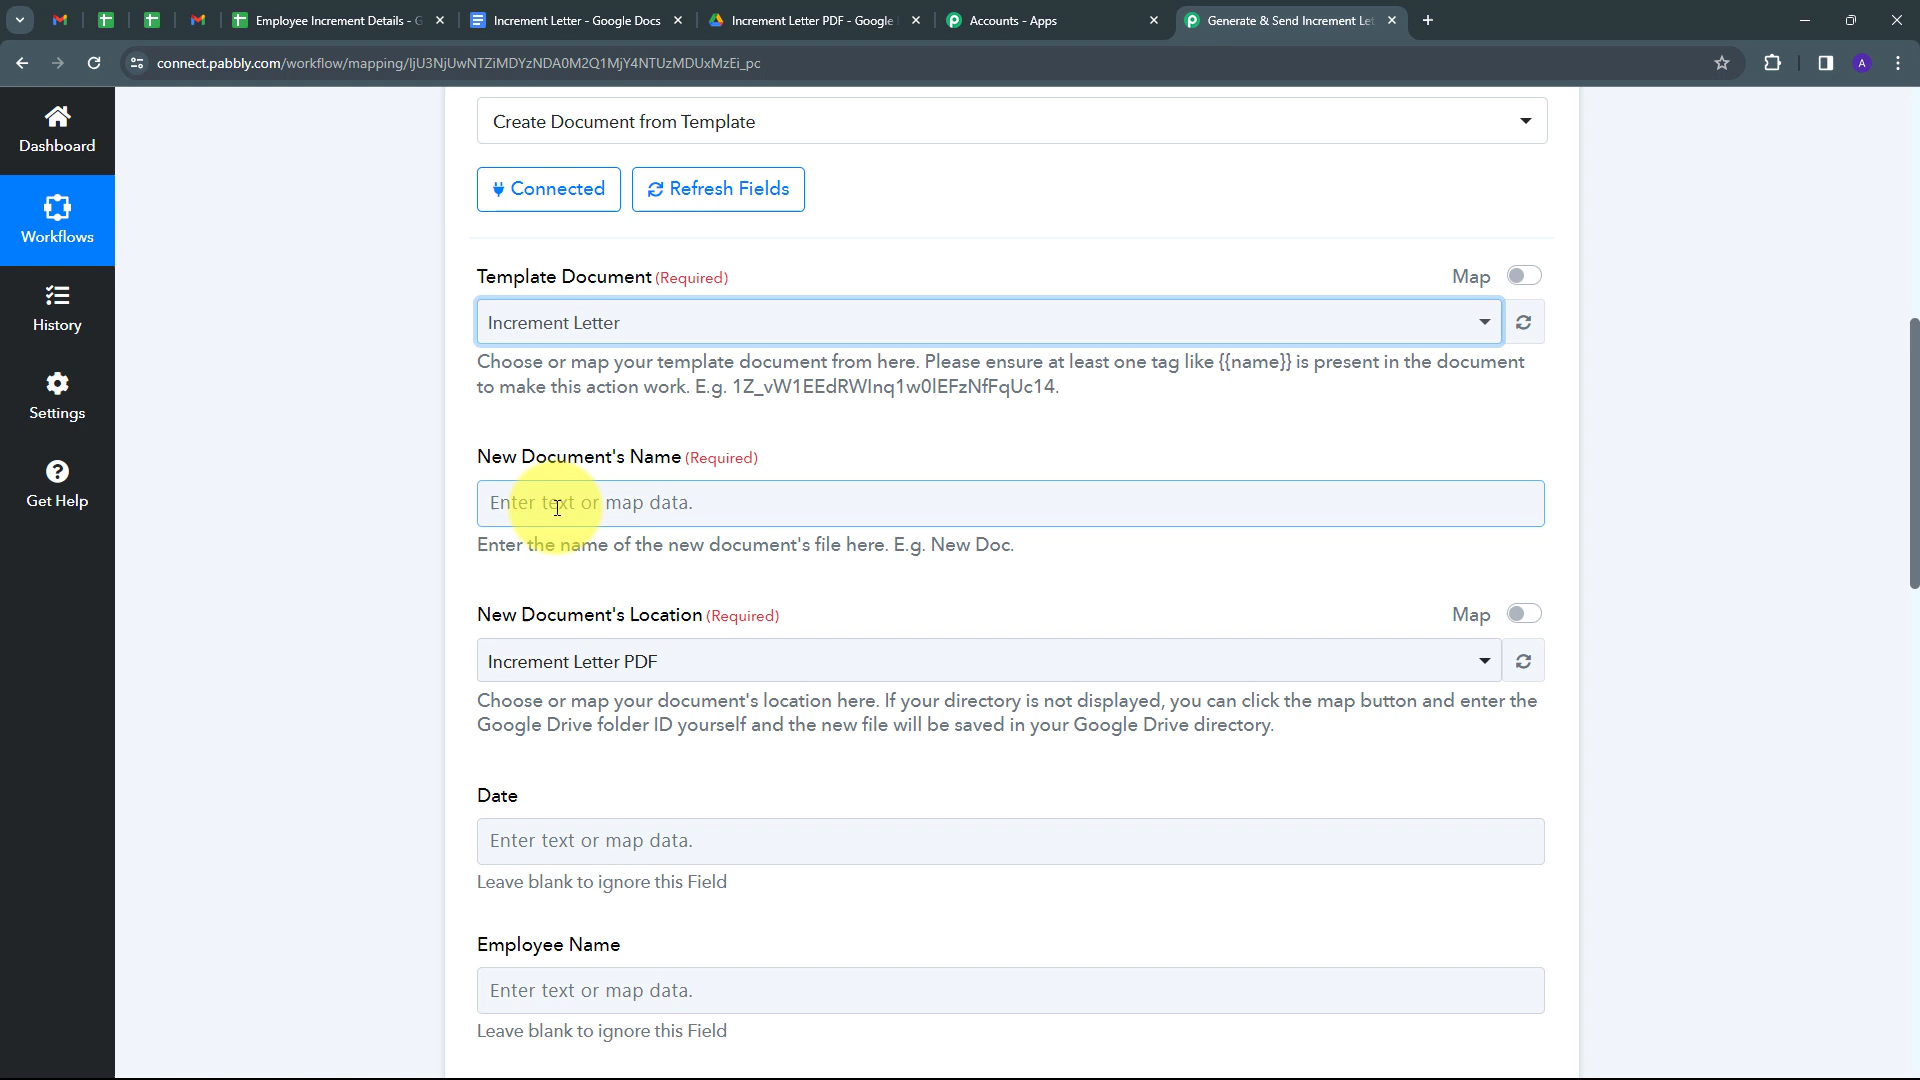 Employee Increment Details - G
Increment Letter - Google Docs
Increment Letter PDF - Google
Accounts - Apps
Generate & Send Increment Let
connect.pabbly.com/workflow/mapping/IjU3NjUwNTZiMDYzNDA0M2Q1MjY4NTUzMDUxMzEi_pc
A
Dashboard
Workflows
History
Settings
Get Help
Create Document from Template
Connected
Refresh Fields
Template Document (Required)
Map
Increment Letter
Choose or map your template document from here. Please ensure at least one tag like {{name}} is present in the document
to make this action work. E.g. 1Z_vW1EEdRWInq1w0lEFzNfFqUc14.
New Document's Name (Required)
Enter text or map data.
Enter the name of the new document's file here. E.g. New Doc.
New Document's Location (Required)
Map
Increment Letter PDF
Choose or map your document's location here. If your directory is not displayed, you can click the map button and enter the
Google Drive folder ID yourself and the new file will be saved in your Google Drive directory.
Date
Enter text or map data.
Leave blank to ignore this Field
Employee Name
Enter text or map data.
Leave blank to ignore this Field